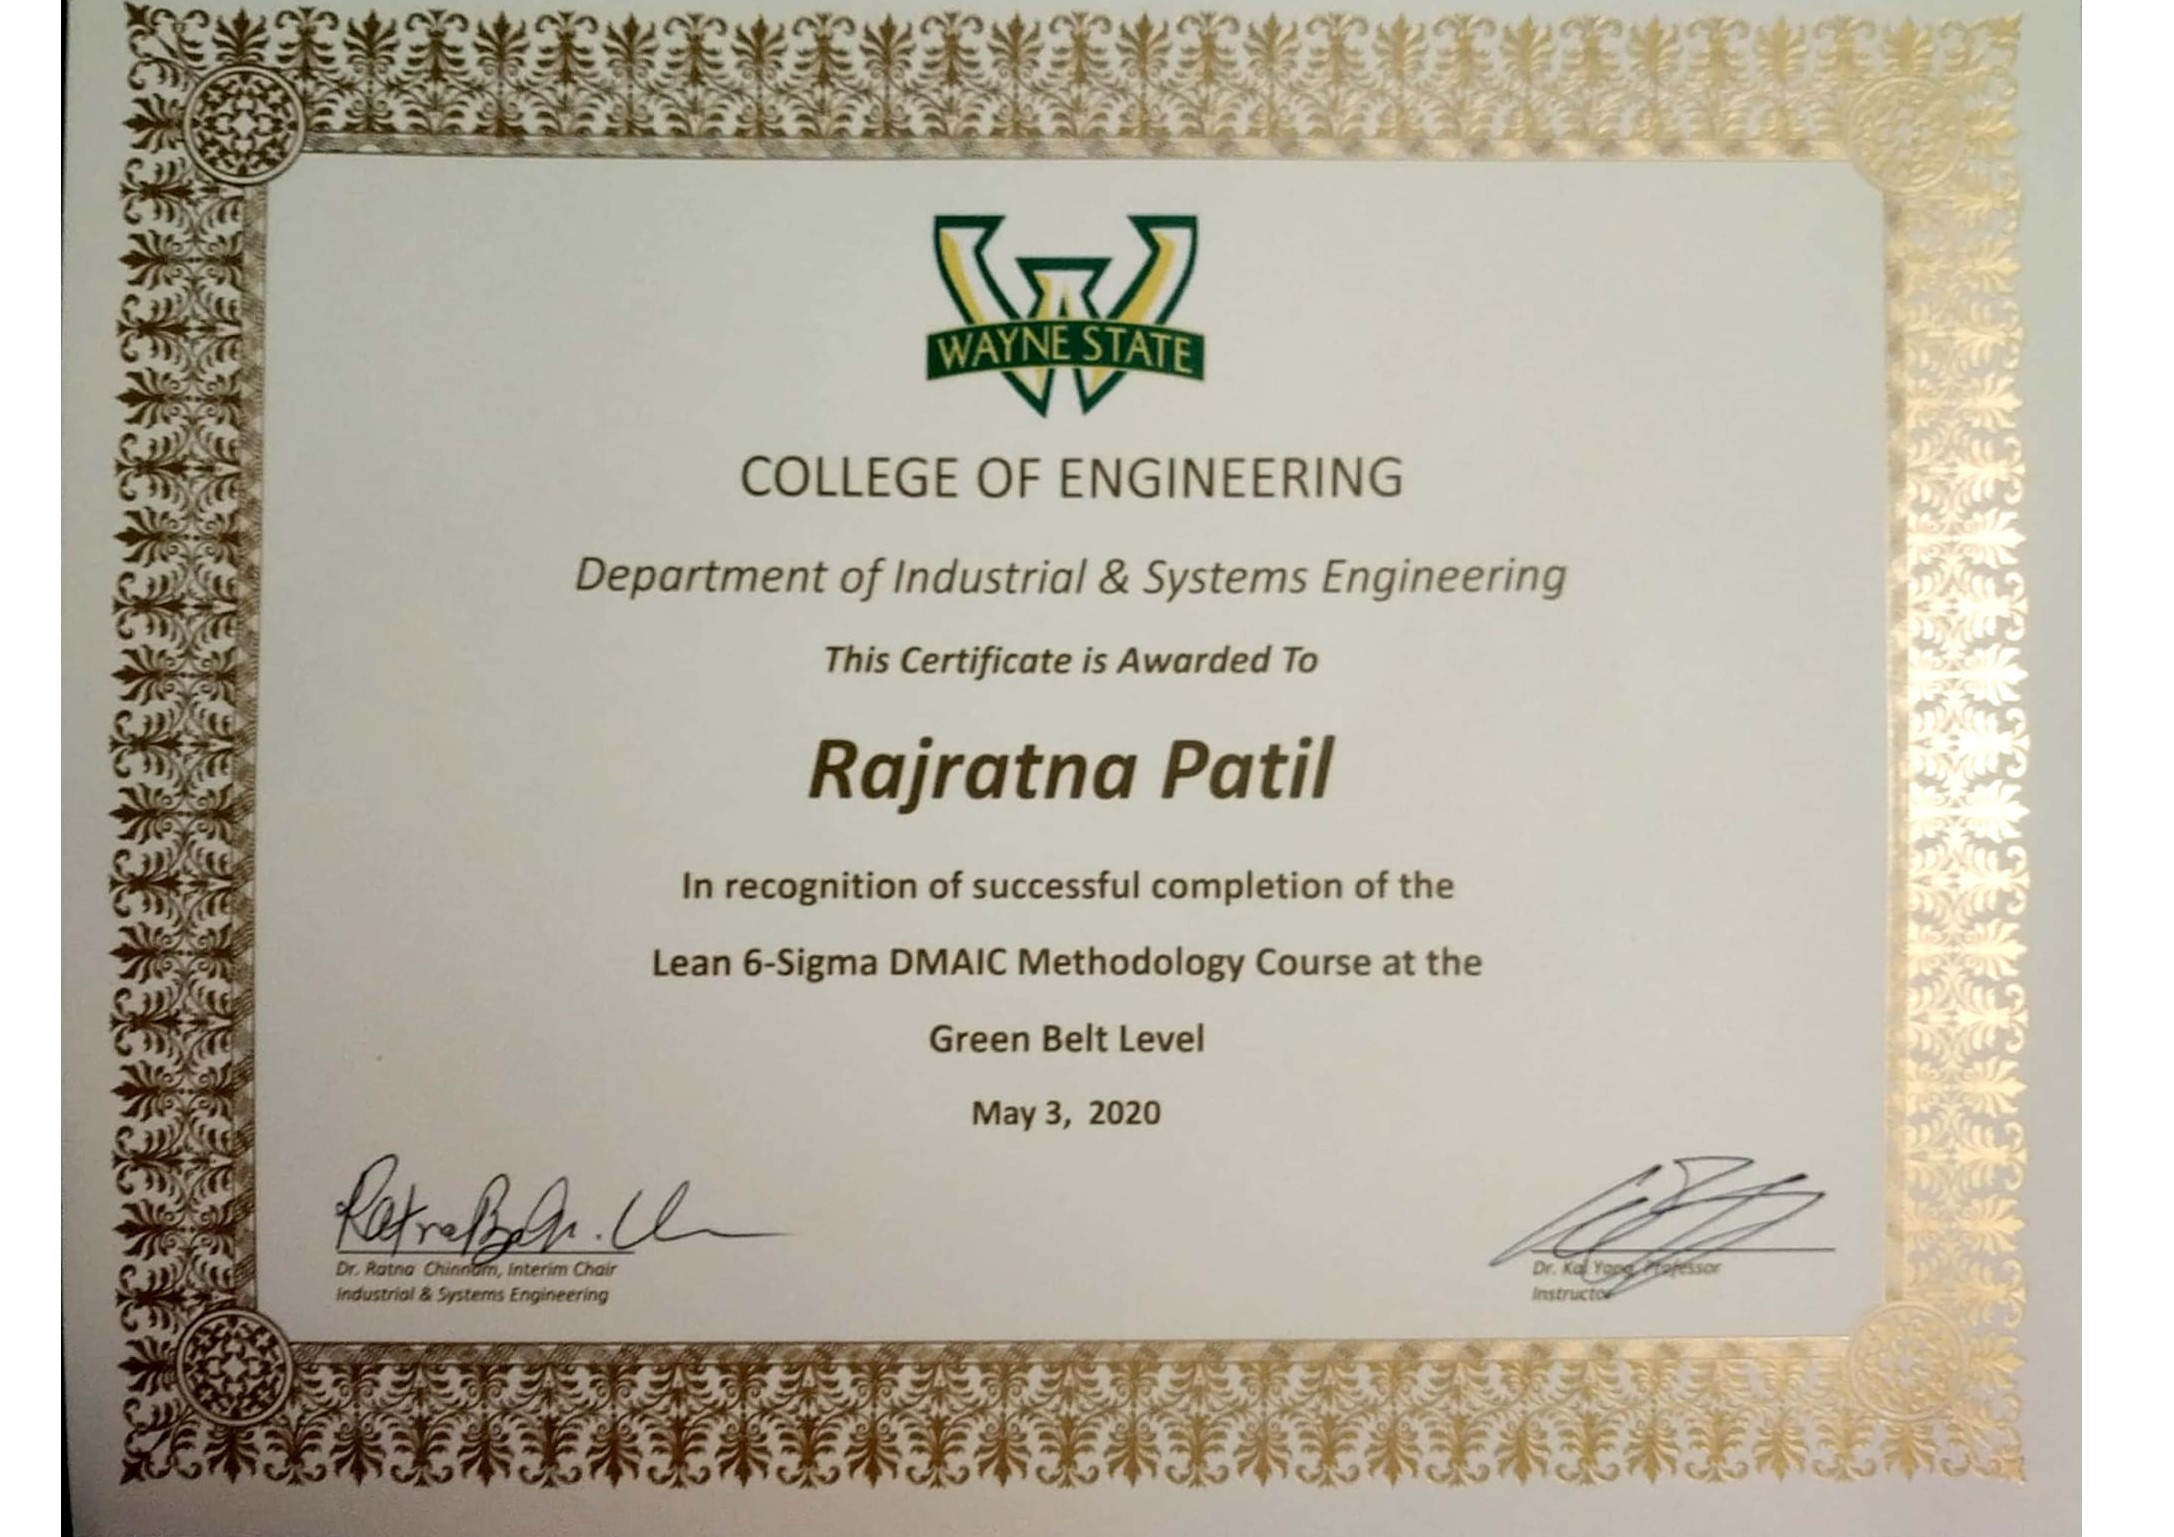 WAYNE STATE
COLLEGE OF ENGINEERING
Department of Industrial & Systems Engineering
This Certificate is Awarded To
Rajratna Patil
In recognition of successful completion of the
Lean 6-Sigma DMAIC Methodology Course at the
Green Belt Level
May 3, 2020
Dr. Ratna Chinnam, Interim Chair
Industrial & Systems Engineering
Dr. Kai Yang, Professor
Instructor